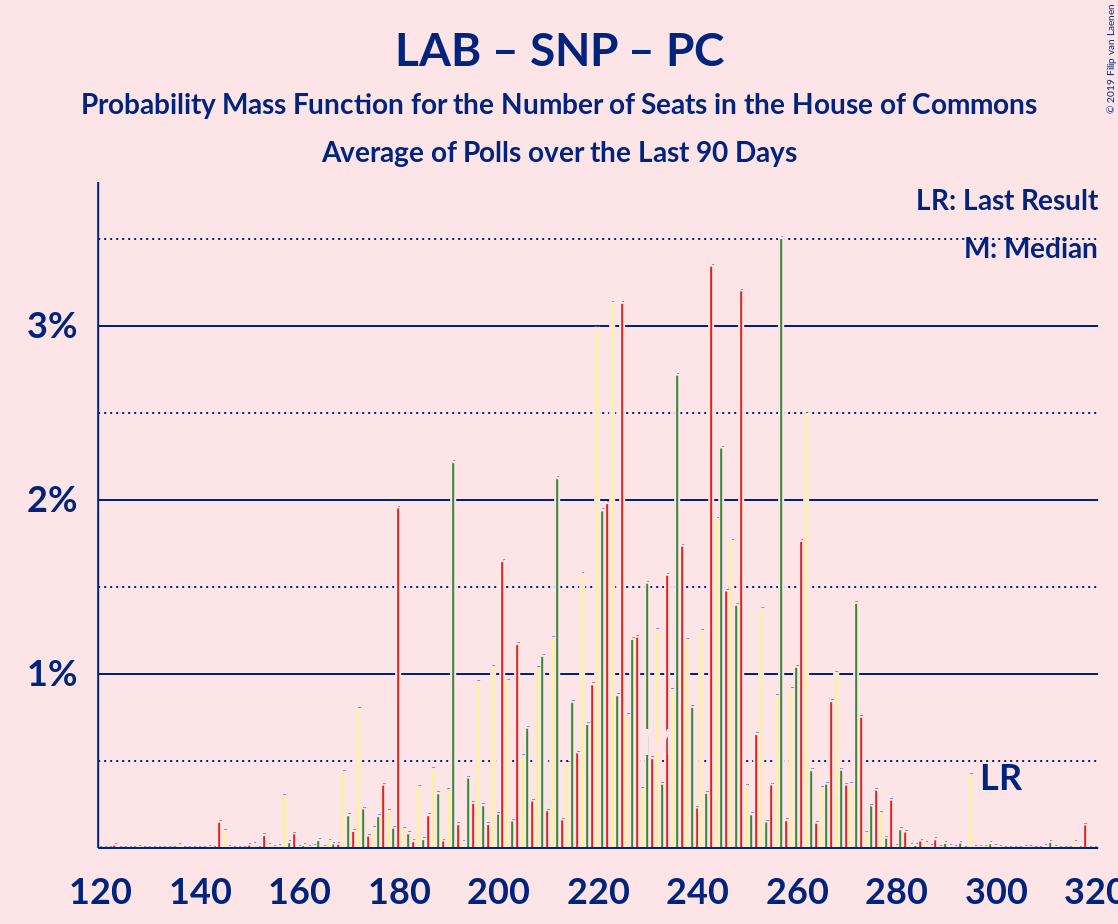 LAB – SNP – PC
Probability Mass Function for the Number of Seats in the House of Commons
Average of Polls over the Last 90 Days
© 2019 Filip van Laenen
LR: Last Result
M: Median
3%
2%
1%
M
LR
120 140 160 180 200 220 240 260 280 300 320